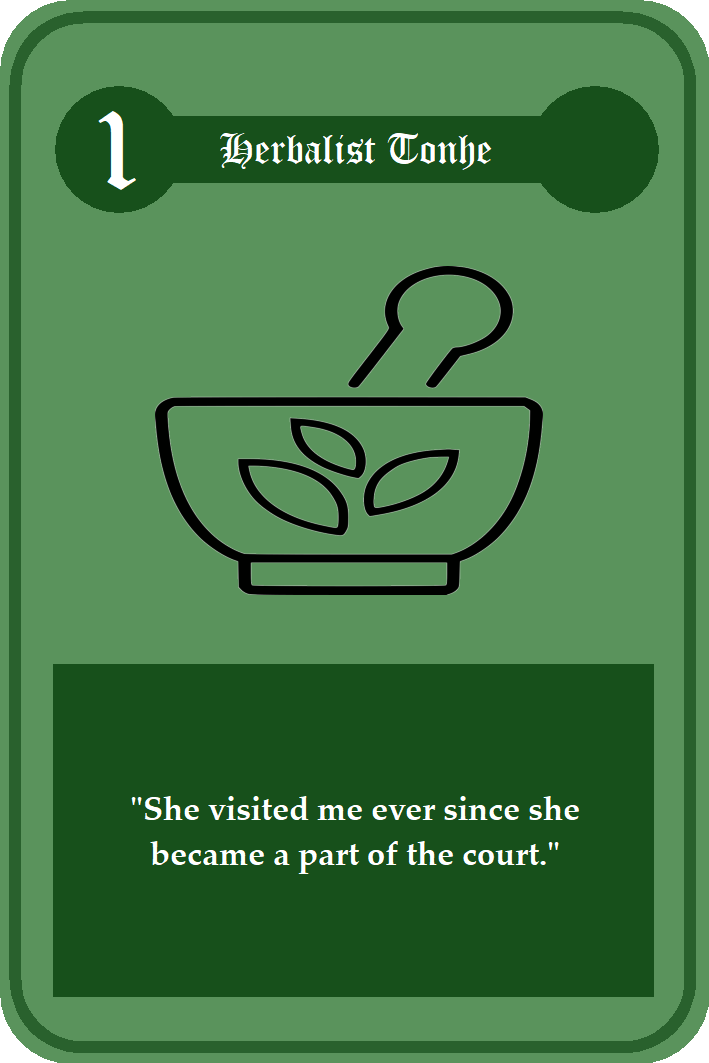 1
Herbalist Tonhe
"She visited me ever since she
became a part of the court."